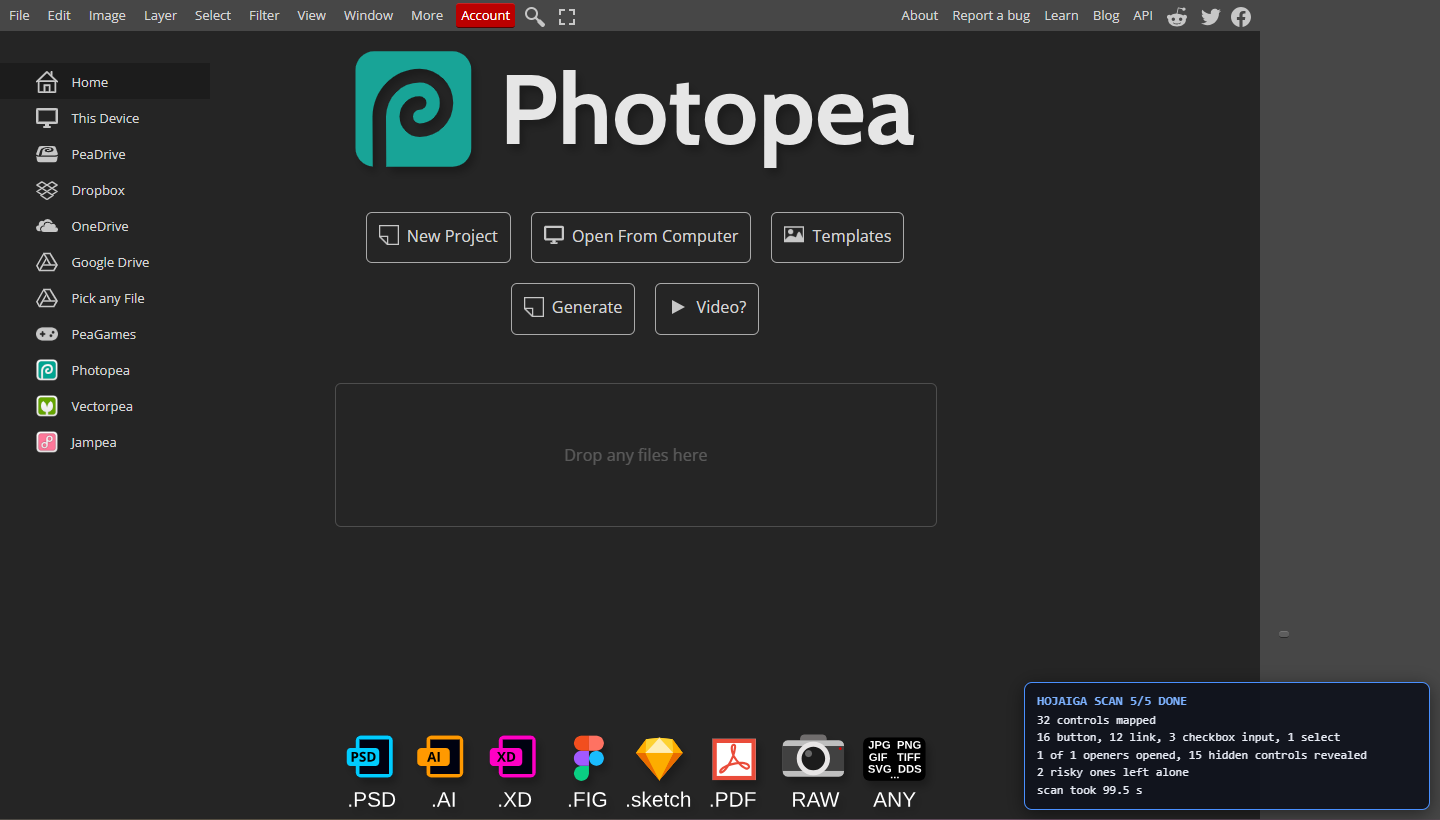 File Edit Image Layer Select Filter View Window More Account About Report a bug Learn Blog API
Home
This Device
PeaDrive
Dropbox
OneDrive
Google Drive
Pick any File
PeaGames
Photopea
Vectorpea
Jampea
Photopea
New Project Open From Computer Templates
Generate Video?
Drop any files here
PSD AI XD JPG PNG
GIF TIFF
SVG DDS
...
.PSD .AI .XD .FIG .sketch .PDF RAW ANY
HOJAIGA SCAN 5/5 DONE
32 controls mapped
16 button, 12 link, 3 checkbox input, 1 select
1 of 1 openers opened, 15 hidden controls revealed
2 risky ones left alone
scan took 99.5 s